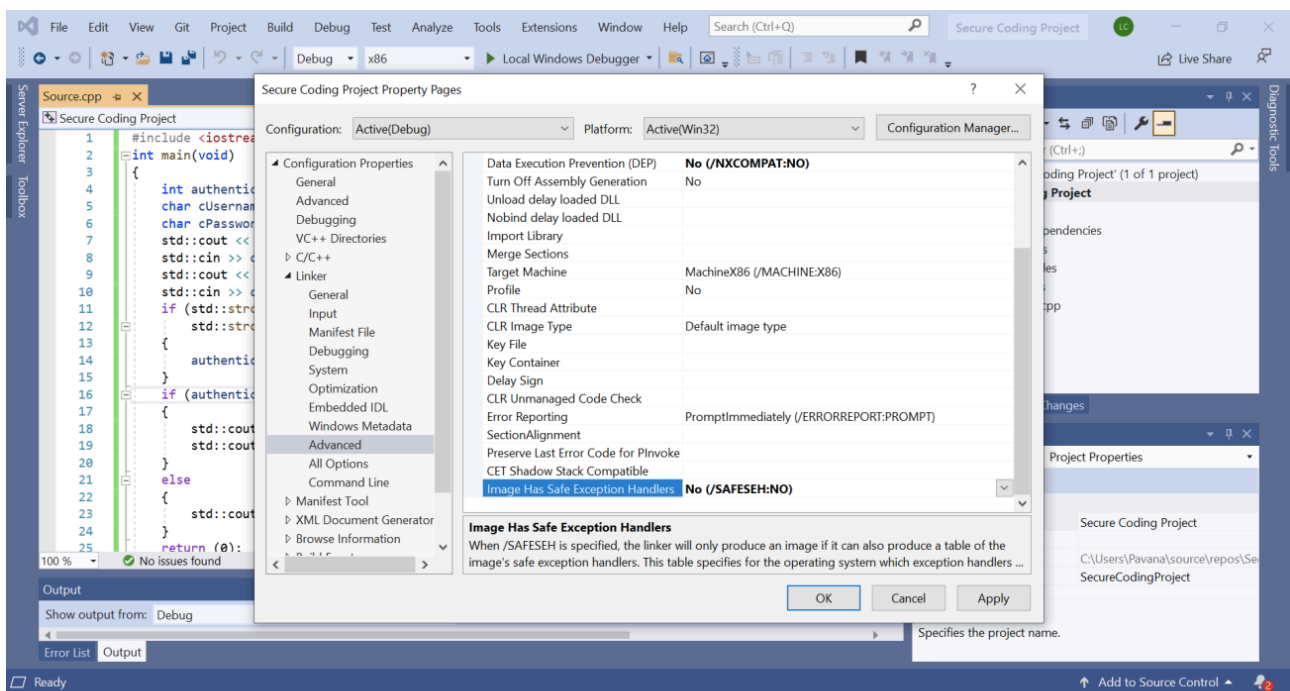 File Edit View Git Project Build Debug Test Analyze Tools Extensions Window Help Search (Ctrl+Q) Secure Coding Project LC
Debug x86 Local Windows Debugger Live Share
Server Explorer
Toolbox
Source.cpp
Secure Coding Project
1 #include <iostrea
2 int main(void)
3 {
4 int authentic
5 char cUsernam
6 char cPasswor
7 std::cout <<
8 std::cin >> c
9 std::cout <<
10 std::cin >> c
11 if (std::strc
12 std::strc
13 {
14 authentic
15 }
16 if (authentic
17 {
18 std::cout
19 std::cout
20 }
21 else
22 {
23 std::cout
24 }
25 return (0);
100 % No issues found
Output
Show output from: Debug
Error List Output
Secure Coding Project Property Pages ?
Configuration: Active(Debug) Platform: Active(Win32) Configuration Manager...
Configuration Properties
General
Advanced
Debugging
VC++ Directories
C/C++
Linker
General
Input
Manifest File
Debugging
System
Optimization
Embedded IDL
Windows Metadata
Advanced
All Options
Command Line
Manifest Tool
XML Document Generator
Browse Information
Data Execution Prevention (DEP) No (/NXCOMPAT:NO)
Turn Off Assembly Generation No
Unload delay loaded DLL
Nobind delay loaded DLL
Import Library
Merge Sections
Target Machine MachineX86 (/MACHINE:X86)
Profile No
CLR Thread Attribute
CLR Image Type Default image type
Key File
Key Container
Delay Sign
CLR Unmanaged Code Check
Error Reporting PromptImmediately (/ERRORREPORT:PROMPT)
SectionAlignment
Preserve Last Error Code for PInvoke
CET Shadow Stack Compatible
Image Has Safe Exception Handlers No (/SAFESEH:NO)
Image Has Safe Exception Handlers
When /SAFESEH is specified, the linker will only produce an image if it can also produce a table of the
image's safe exception handlers. This table specifies for the operating system which exception handlers ...
OK Cancel Apply
Diagnostic Tools
(Ctrl+;)
oding Project' (1 of 1 project)
g Project
pendencies
s
les
cpp
Changes
Project Properties
Secure Coding Project
C:\Users\Pavana\source\repos\Se
SecureCodingProject
Specifies the project name.
Ready Add to Source Control 2